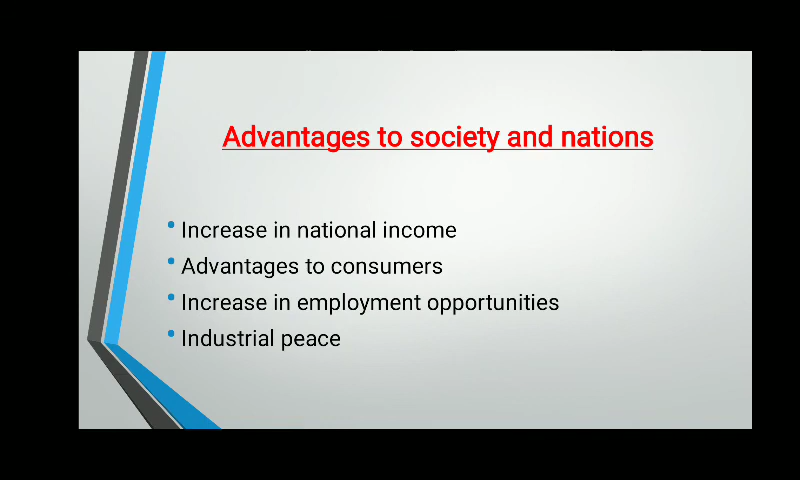 Advantages to society and nations
• Increase in national income
• Advantages to consumers
• Increase in employment opportunities
• Industrial peace